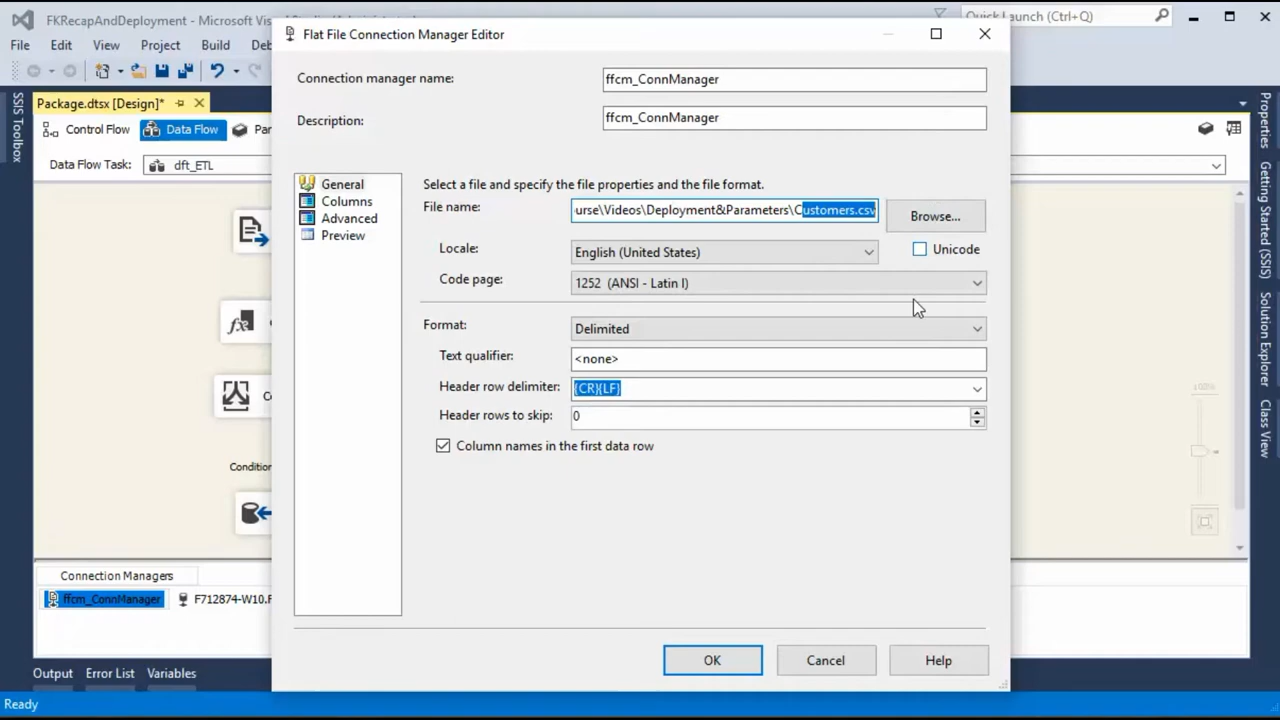 FKRecapAndDeployment - Microsoft Vis
Quick Launch (Ctrl+Q)
File Edit View Project Build Deb
Package.dtsx [Design]*
Control Flow Data Flow Par
Data Flow Task: dft_ETL
SSIS Toolbox
Condition
Connection Managers
ffcm_ConnManager F712874-W10.F
Output Error List Variables
Ready
Flat File Connection Manager Editor
Connection manager name: ffcm_ConnManager
Description: ffcm_ConnManager
General
Columns
Advanced
Preview
Select a file and specify the file properties and the file format.
File name: urse\Videos\Deployment&Parameters\Customers.csv Browse...
Locale: English (United States) Unicode
Code page: 1252 (ANSI - Latin I)
Format: Delimited
Text qualifier: <none>
Header row delimiter: {CR}{LF}
Header rows to skip: 0
Column names in the first data row
OK Cancel Help
100%
Properties
Getting Started (SSIS)
Solution Explorer
Class View